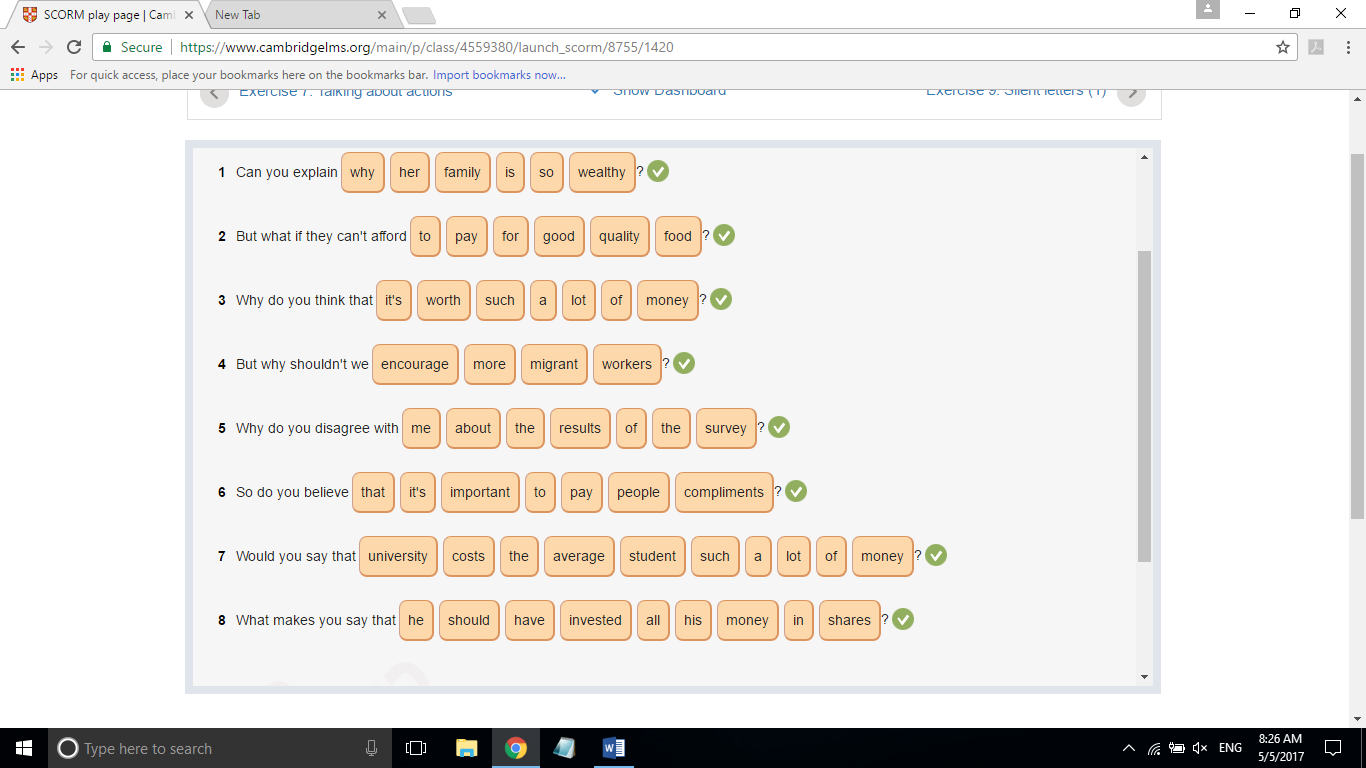 SCORM play page | Cam
New Tab
Secure https://www.cambridgelms.org/main/p/class/4559380/launch_scorm/8755/1420
Apps For quick access, place your bookmarks here on the bookmarks bar. Import bookmarks now...
Exercise 7: Talking about actions Show Dashboard Exercise 9: Silent letters (1)
1 Can you explain why her family is so wealthy ?
2 But what if they can't afford to pay for good quality food ?
3 Why do you think that it's worth such a lot of money ?
4 But why shouldn't we encourage more migrant workers ?
5 Why do you disagree with me about the results of the survey ?
6 So do you believe that it's important to pay people compliments ?
7 Would you say that university costs the average student such a lot of money ?
8 What makes you say that he should have invested all his money in shares ?
Type here to search
ENG
8:26 AM
5/5/2017